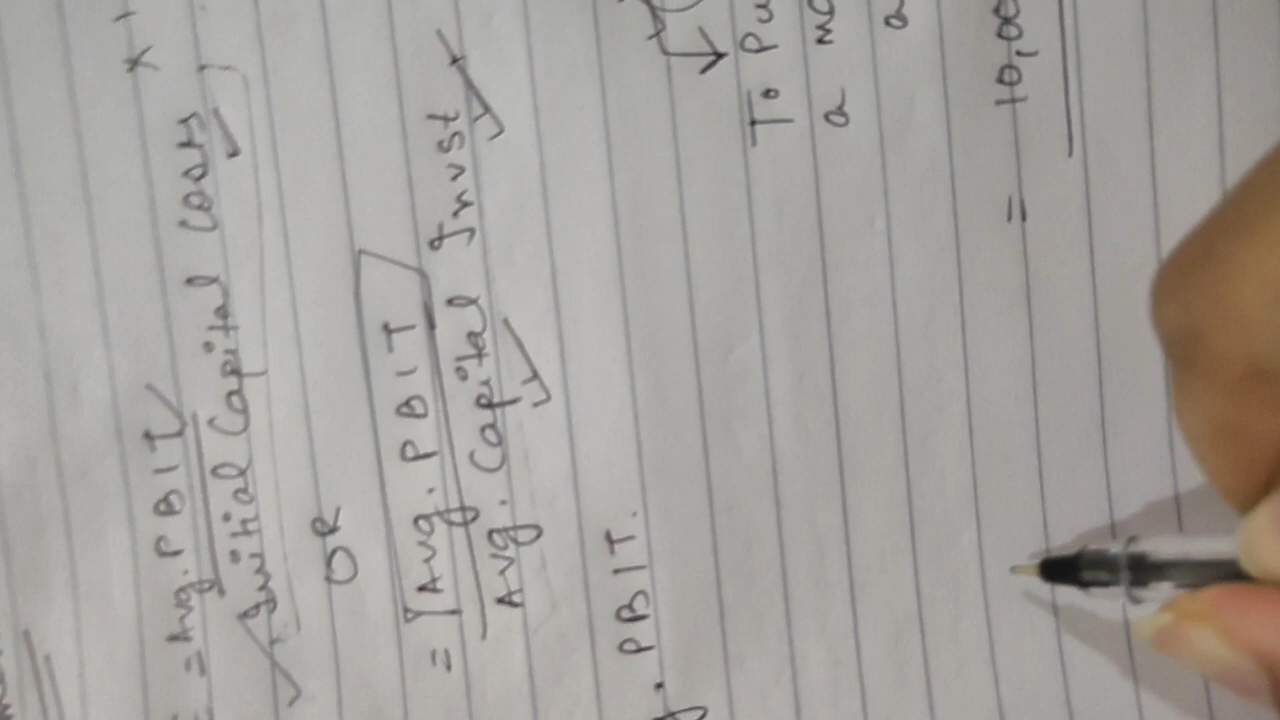 = Avg. PBIT
Initial Capital Costs ×
OR
= Avg. PBIT
Avg. Capital Invst ×
. PBIT.
To Pu
a
a
= 10,00